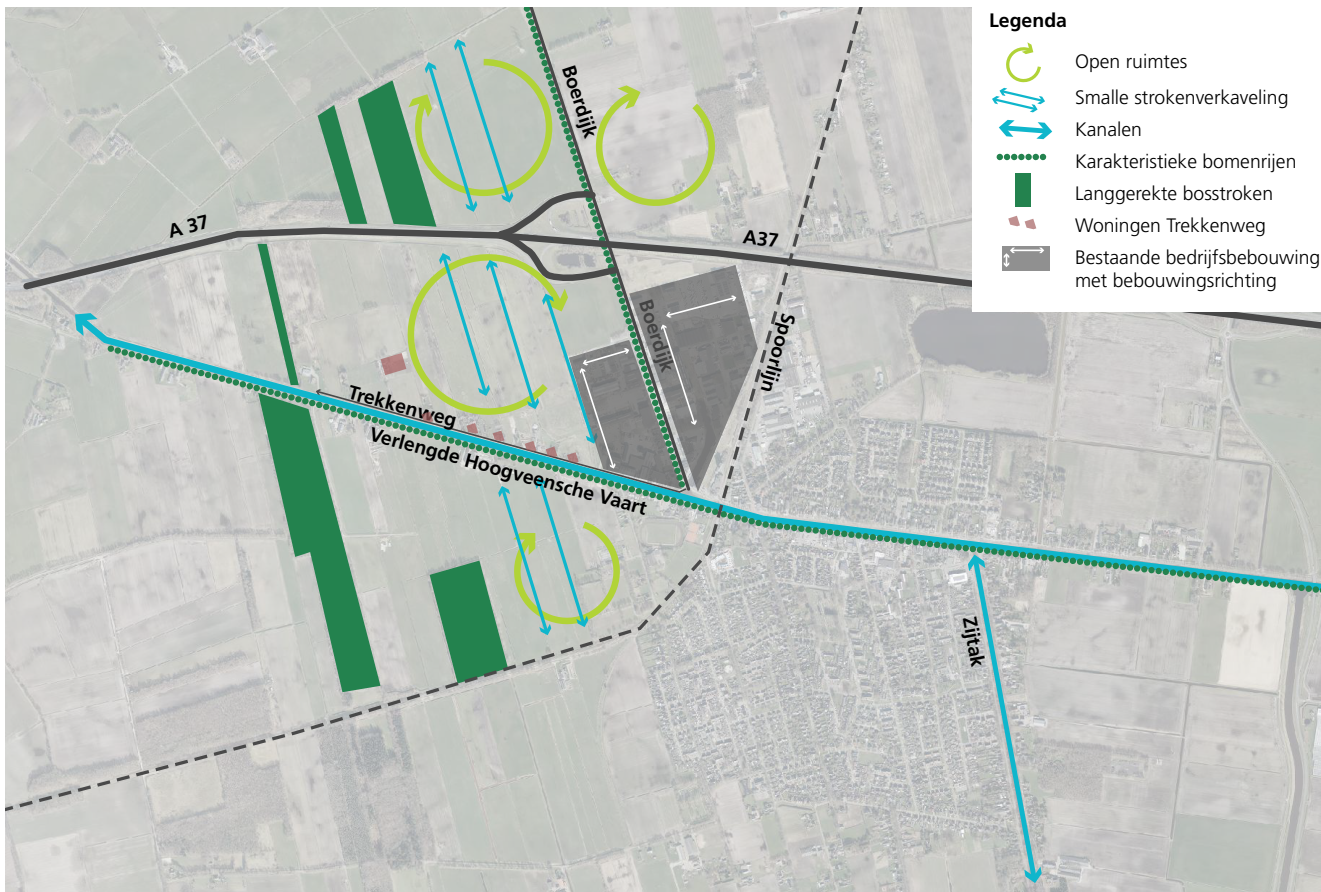 Legenda
Open ruimtes
Smalle strokenverkaveling
Kanalen
Karakteristieke bomenrijen
Langgerekte bosstroken
Woningen Trekkenweg
Bestaande bedrijfsbebouwing
met bebouwingsrichting
Boerdijk
A 37
A37
Boerdijk
Spoorlijn
Trekkenweg
Verlengde Hoogveensche Vaart
Zijtak